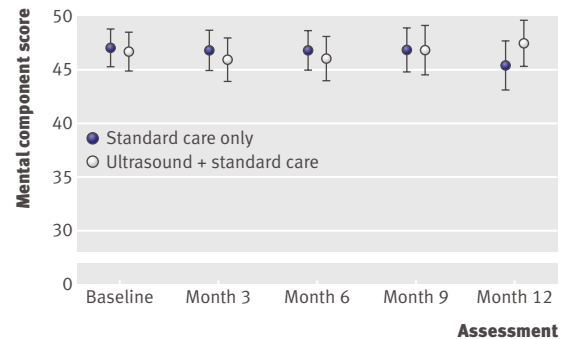 Mental component score
50
45
40
35
30
0
Standard care only
Ultrasound + standard care
Baseline
Month 3
Month 6
Month 9
Month 12
Assessment